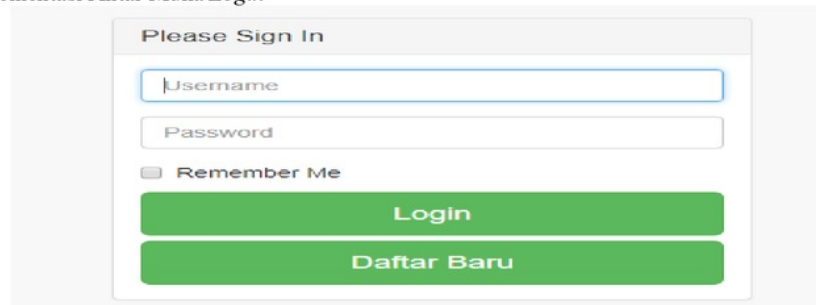 Please Sign In
Username
Password
Remember Me
Login
Daftar Baru